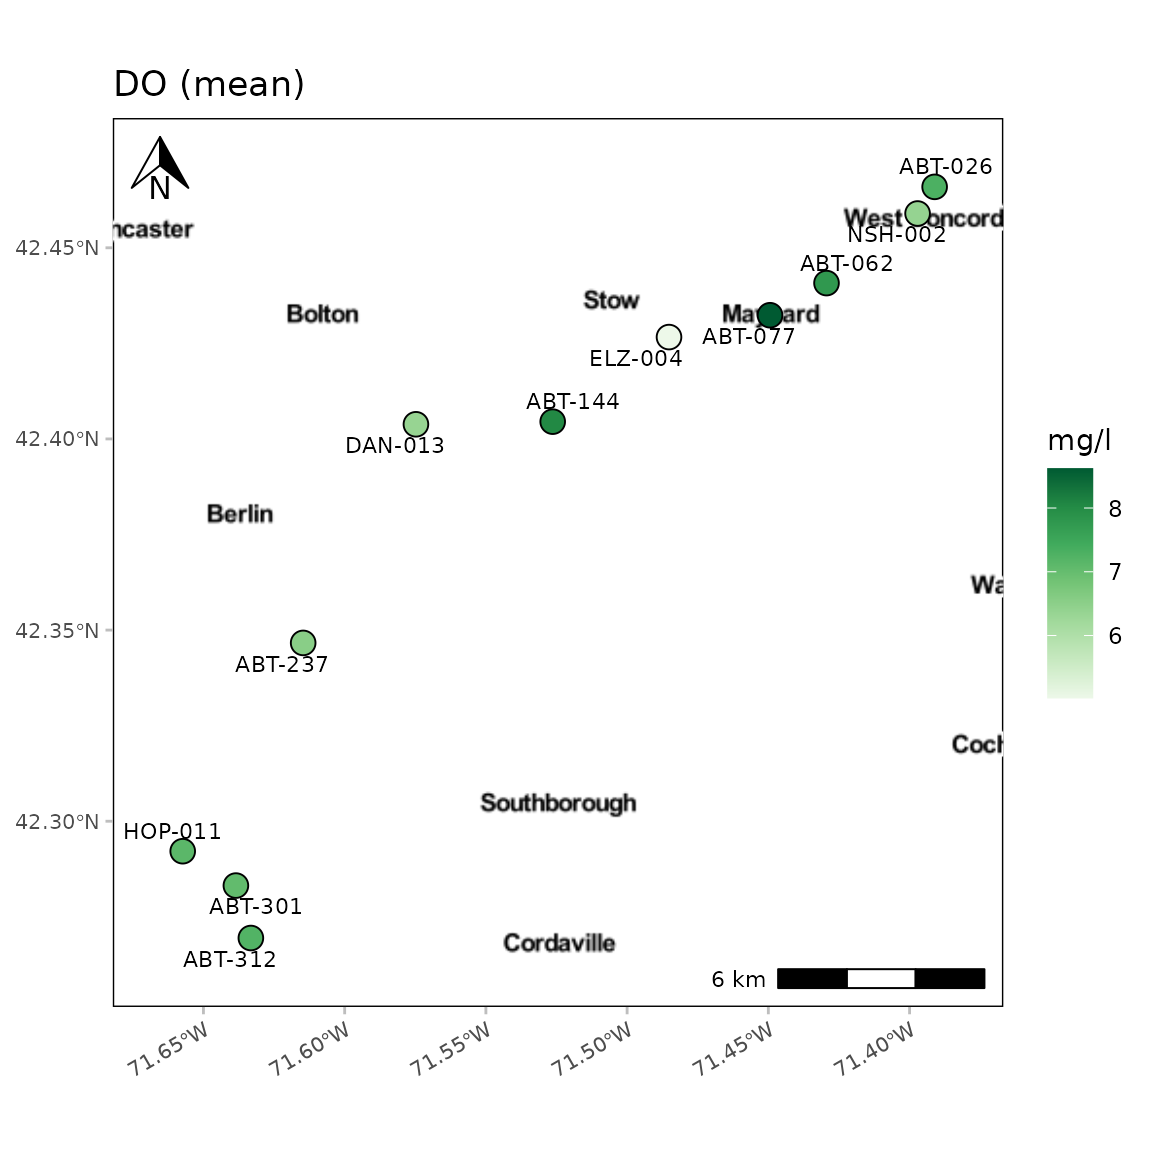 DO (mean)
N
ABT-026
West Concord
NSH-002
ncaster
42.45°N
ABT-062
Stow
Bolton
Maynard
ABT-077
ELZ-004
ABT-144
42.40°N
DAN-013
mg/l
8
7
6
Berlin
Wa
42.35°N
ABT-237
Coch
Southborough
42.30°N
HOP-011
ABT-301
Cordaville
ABT-312
6 km
71.65°W 71.60°W 71.55°W 71.50°W 71.45°W 71.40°W